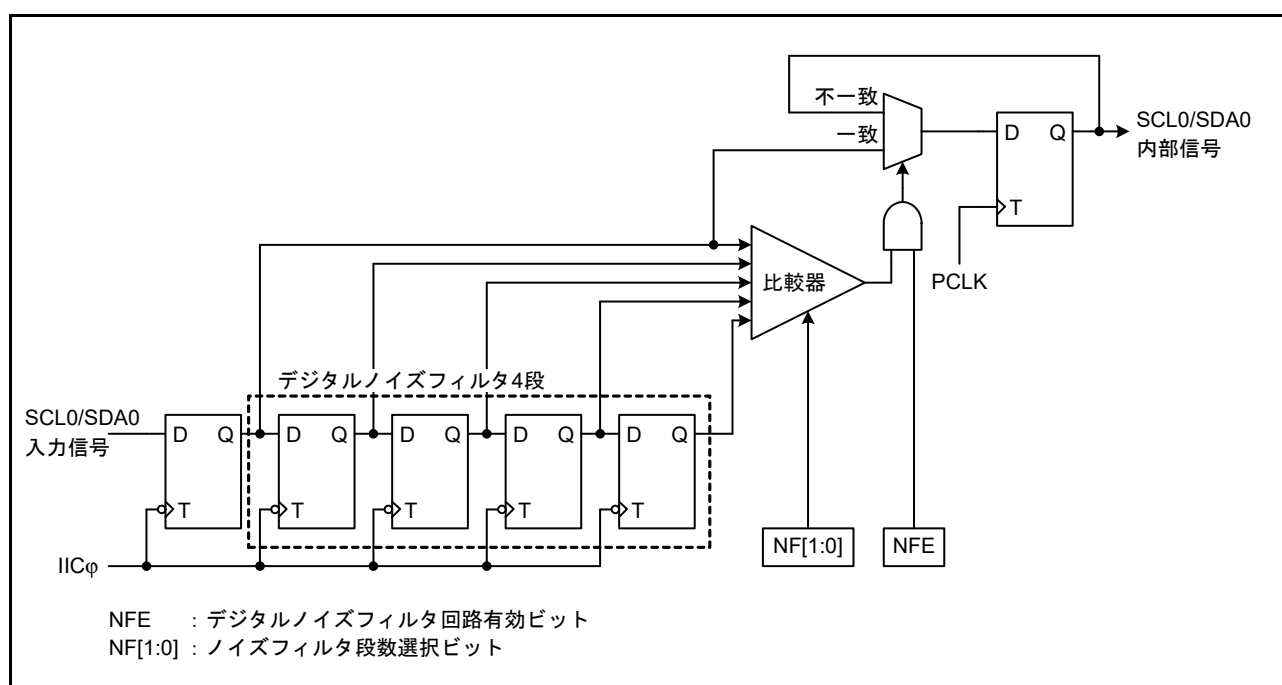 不一致
一致
D Q
T
SCL0/SDA0
内部信号
PCLK
比較器
デジタルノイズフィルタ4段
SCL0/SDA0
入力信号
D Q D Q D Q D Q D Q
T T T T T
IICφ
NF[1:0]
NFE
NFE : デジタルノイズフィルタ回路有効ビット
NF[1:0] : ノイズフィルタ段数選択ビット